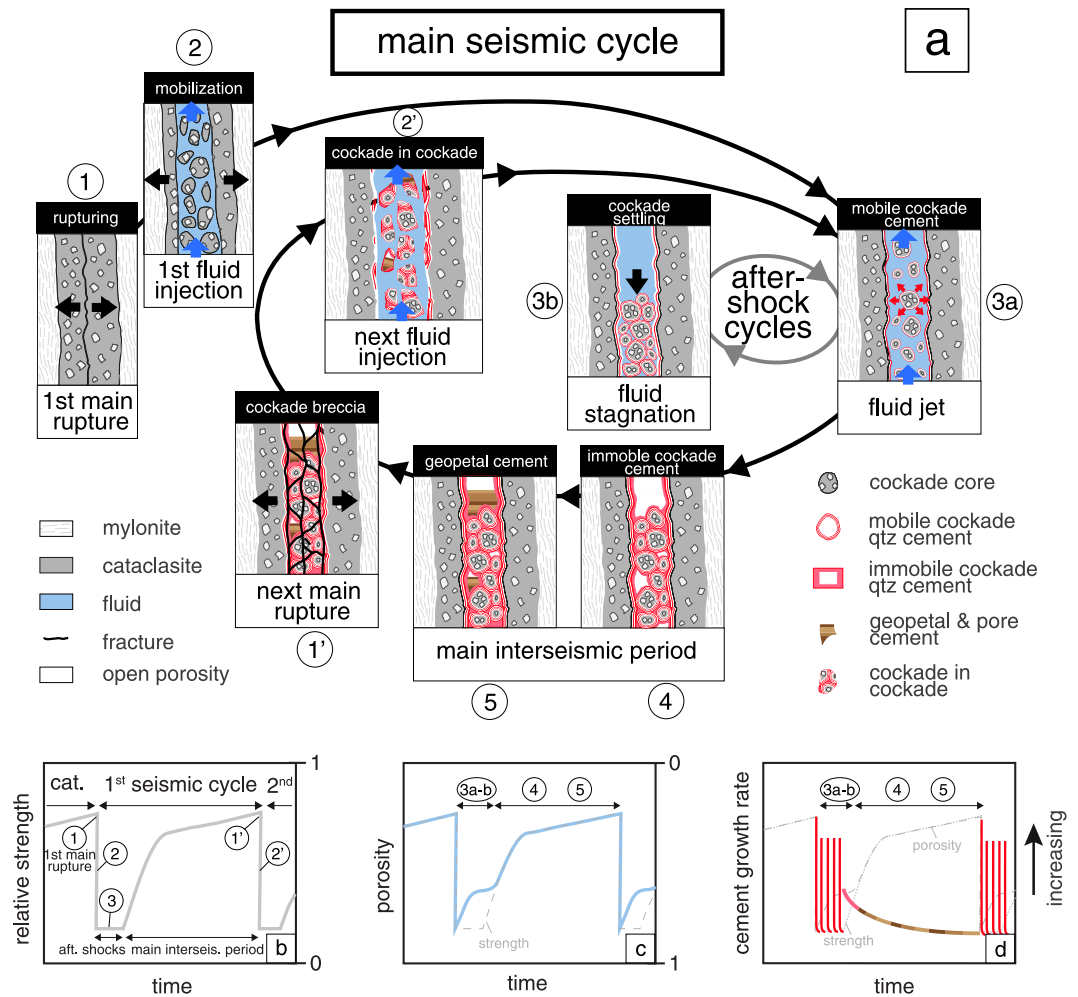 main seismic cycle
a
2
mobilization
1st fluid
injection
1
rupturing
1st main
rupture
2'
cockade in cockade
next fluid
injection
3b
cockade
settling
fluid
stagnation
after-
shock
cycles
mobile cockade
cement
3a
fluid jet
cockade breccia
next main
rupture
1'
geopetal cement
immoble cockade
cement
main interseismic period
5
4
mylonite
cataclasite
fluid
fracture
open porosity
cockade core
mobile cockade
qtz cement
immobile cockade
qtz cement
geopetal & pore
cement
cockade in
cockade
relative strength
cat.
1st seismic cycle
2nd
1
1st main
rupture
2
3
1'
2'
aft. shocks
main interseis. period
b
1
0
time
porosity
3a-b
4
5
strength
c
0
1
time
cement growth rate
3a-b
4
5
porosity
strength
d
increasing
time